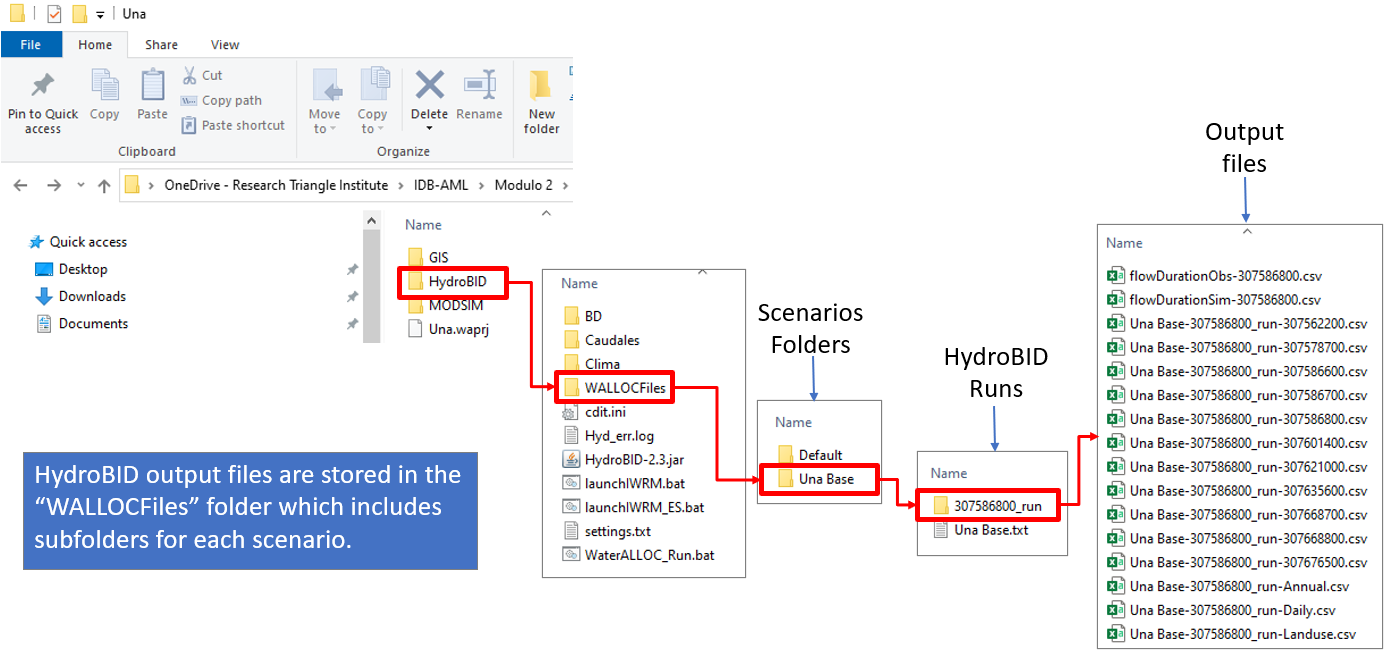 Una
File Home Share View
Pin to Quick access
Copy
Paste
Cut
Copy path
Paste shortcut
Clipboard
Move to
Copy to
Delete
Rename
Organize
New folder
OneDrive - Research Triangle Institute > IDB-AML > Modulo 2 >
Quick access
Desktop
Downloads
Documents
Name
GIS
HydroBID
MODSIM
Una.waprj
HydroBID output files are stored in the
“WALLOCFiles” folder which includes
subfolders for each scenario.
Name
BD
Caudales
Clima
WALLOCFiles
cdit.ini
Hyd_err.log
HydroBID-2.3.jar
launchIWRM.bat
launchIWRM_ES.bat
settings.txt
WaterALLOC_Run.bat
Scenarios
Folders
Name
Default
Una Base
HydroBID
Runs
Name
307586800_run
Una Base.txt
Output
files
Name
flowDurationObs-307586800.csv
flowDurationSim-307586800.csv
Una Base-307586800_run-307562200.csv
Una Base-307586800_run-307578700.csv
Una Base-307586800_run-307586600.csv
Una Base-307586800_run-307586700.csv
Una Base-307586800_run-307586800.csv
Una Base-307586800_run-307601400.csv
Una Base-307586800_run-307621000.csv
Una Base-307586800_run-307635600.csv
Una Base-307586800_run-307668700.csv
Una Base-307586800_run-307668800.csv
Una Base-307586800_run-307676500.csv
Una Base-307586800_run-Annual.csv
Una Base-307586800_run-Daily.csv
Una Base-307586800_run-Landuse.csv